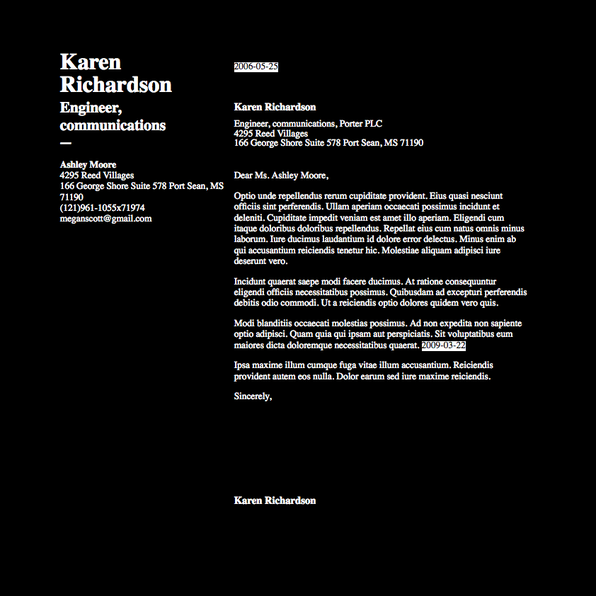 Karen
Richardson
Engineer,
communications
—
Ashley Moore
4295 Reed Villages
166 George Shore Suite 578 Port Sean, MS
71190
(121)961-1055x71974
meganscott@gmail.com
2006-05-25
Karen Richardson
Engineer, communications, Porter PLC
4295 Reed Villages
166 George Shore Suite 578 Port Sean, MS 71190
Dear Ms. Ashley Moore,
Optio unde repellendus rerum cupiditate provident. Eius quasi nesciunt
officiis sint perferendis. Ullam aperiam occaecati possimus incidunt et
deleniti. Cupiditate impedit veniam est amet illo aperiam. Eligendi cum
itaque doloribus doloribus repellendus. Repellat eius cum natus omnis minus
laborum. Iure ducimus laudantium id dolore error delectus. Minus enim ab
qui accusantium reiciendis tenetur hic. Molestiae aliquam adipisci iure
deserunt vero.
Incidunt quaerat saepe modi facere ducimus. At ratione consequuntur
eligendi officiis necessitatibus possimus. Quibusdam ad excepturi perferendis
debitis odio commodi. Ut a reiciendis optio dolores quidem vero quis.
Modi blanditiis occaecati molestias possimus. Ad non expedita non sapiente
optio adipisci. Quam quia qui ipsam aut perspiciatis. Sit voluptatibus eum
maiores dicta doloremque necessitatibus quaerat. 2009-03-22
Ipsa maxime illum cumque fuga vitae illum accusantium. Reiciendis
provident autem eos nulla. Dolor earum sed iure maxime reiciendis.
Sincerely,
Karen Richardson